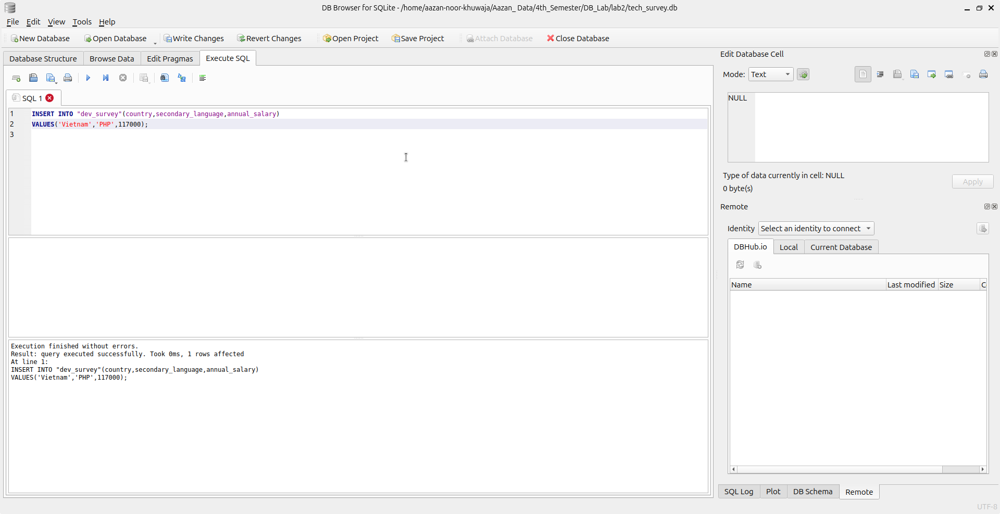 DB Browser for SQLite - /home/aazan-noor-khuwaja/Aazan_ Data/4th_Semester/DB_Lab/lab2/tech_survey.db
File Edit View Tools Help
New Database Open Database Write Changes Revert Changes Open Project Save Project Attach Database Close Database
Database Structure Browse Data Edit Pragmas Execute SQL
SQL 1
1 INSERT INTO "dev_survey"(country,secondary_language,annual_salary)
2 VALUES('Vietnam','PHP',117000);
3
Execution finished without errors.
Result: query executed successfully. Took 0ms, 1 rows affected
At line 1:
INSERT INTO "dev_survey"(country,secondary_language,annual_salary)
VALUES('Vietnam','PHP',117000);
Edit Database Cell
Mode: Text
NULL
Type of data currently in cell: NULL
0 byte(s)
Apply
Remote
Identity Select an identity to connect
DBHub.io Local Current Database
Name Last modified Size C
SQL Log Plot DB Schema Remote
UTF-8